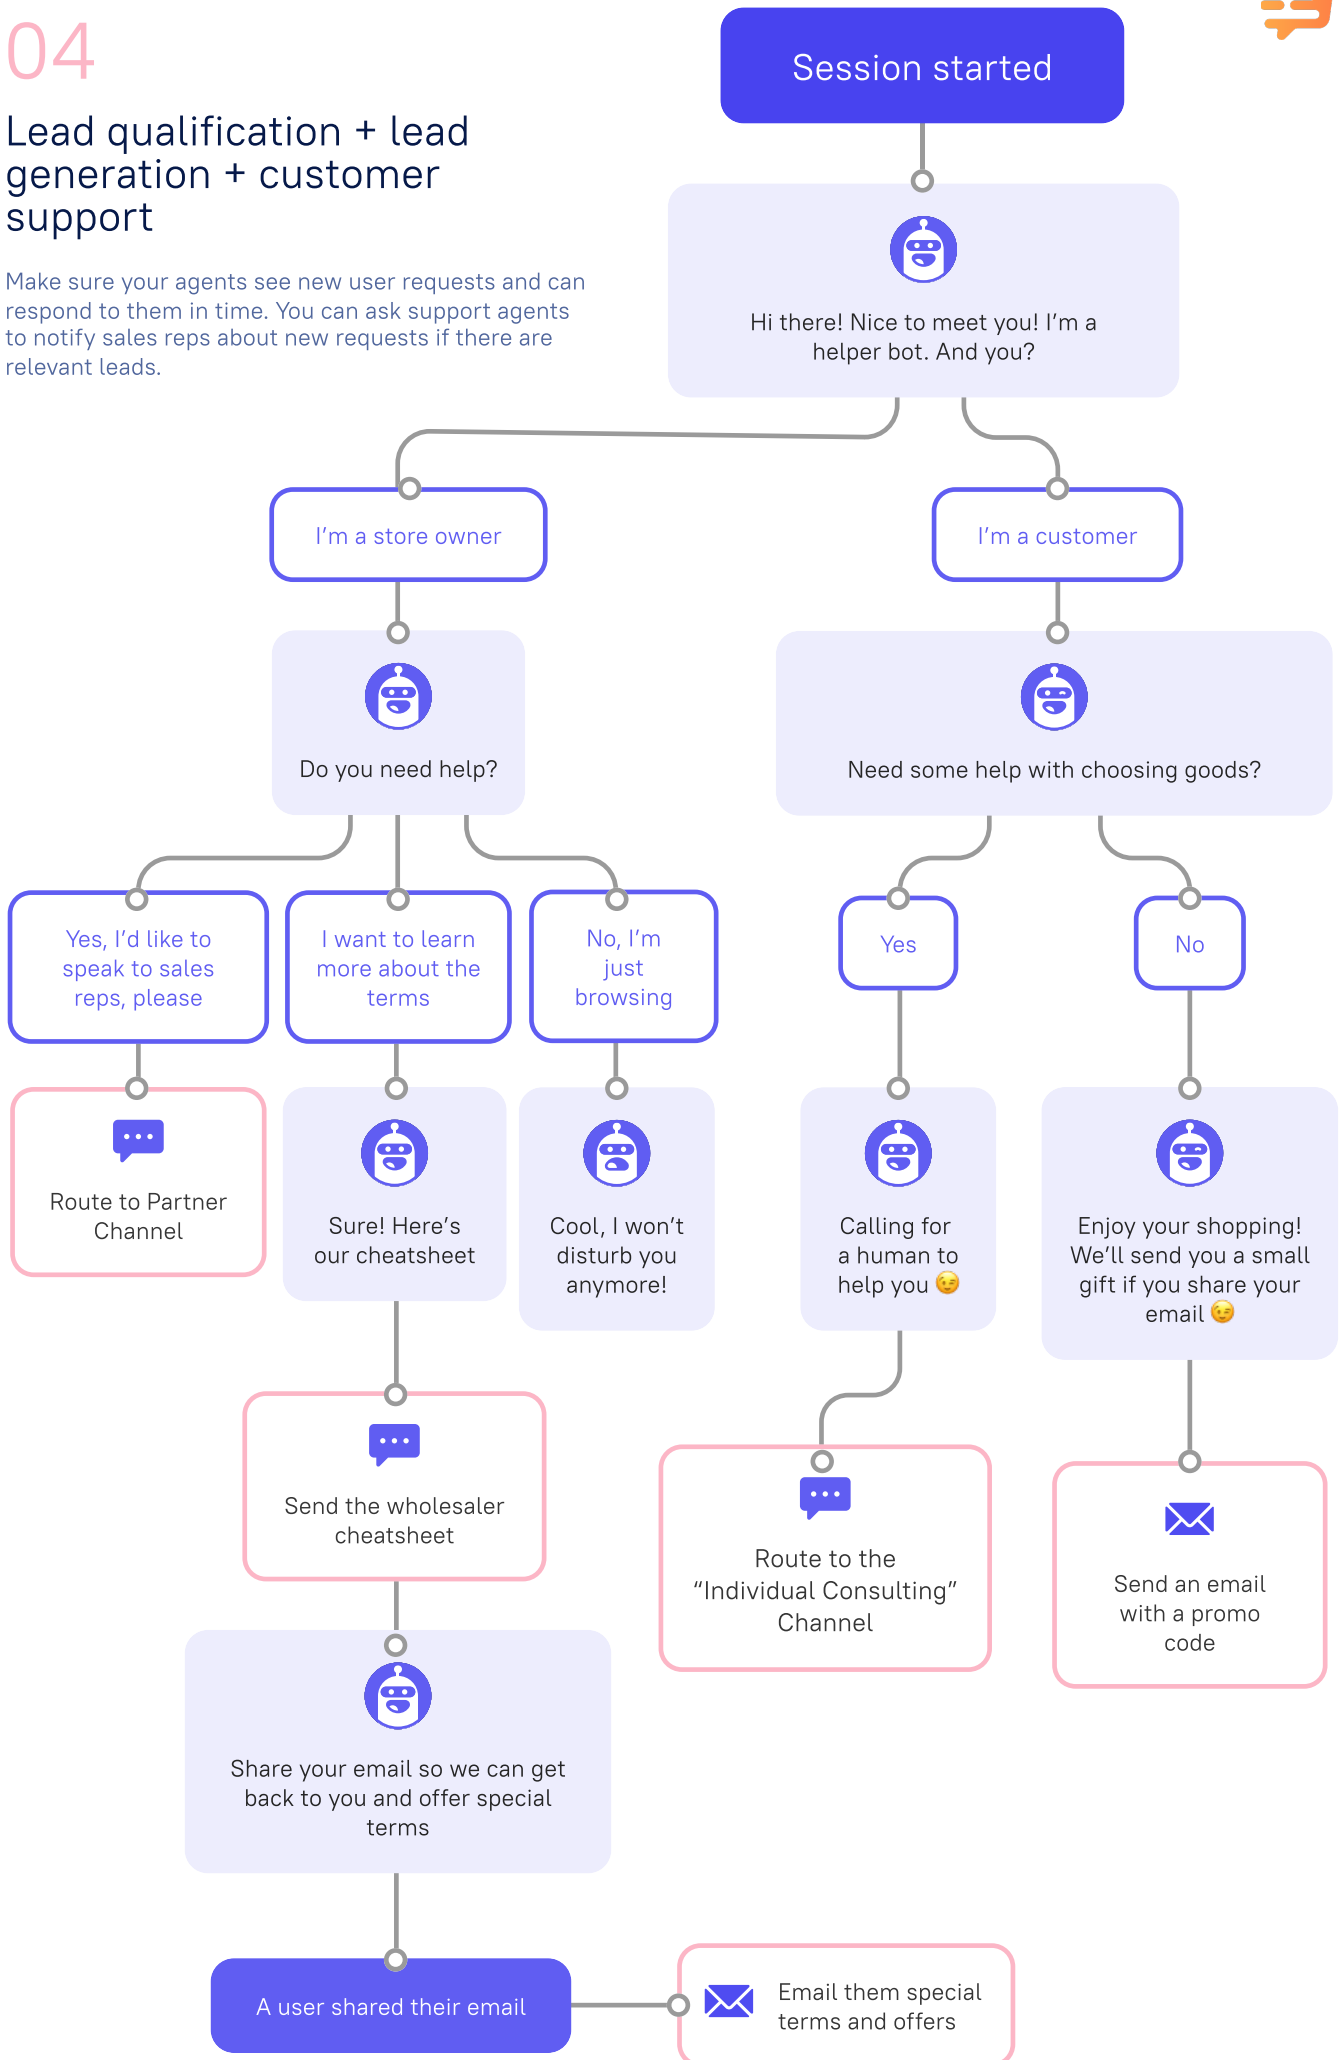 04
Lead qualification + lead
generation + customer
support
Make sure your agents see new user requests and can
respond to them in time. You can ask support agents
to notify sales reps about new requests if there are
relevant leads.
Session started
Hi there! Nice to meet you! I’m a
helper bot. And you?
I’m a store owner
I’m a customer
Do you need help?
Need some help with choosing goods?
Yes, I’d like to
speak to sales
reps, please
I want to learn
more about the
terms
No, I’m
just
browsing
Yes
No
Route to Partner
Channel
Sure! Here’s
our cheatsheet
Cool, I won’t
disturb you
anymore!
Calling for
a human to
help you 😉
Enjoy your shopping!
We’ll send you a small
gift if you share your
email 😉
Send the wholesaler
cheatsheet
Route to the
“Individual Consulting”
Channel
Send an email
with a promo
code
Share your email so we can get
back to you and offer special
terms
A user shared their email
Email them special
terms and offers